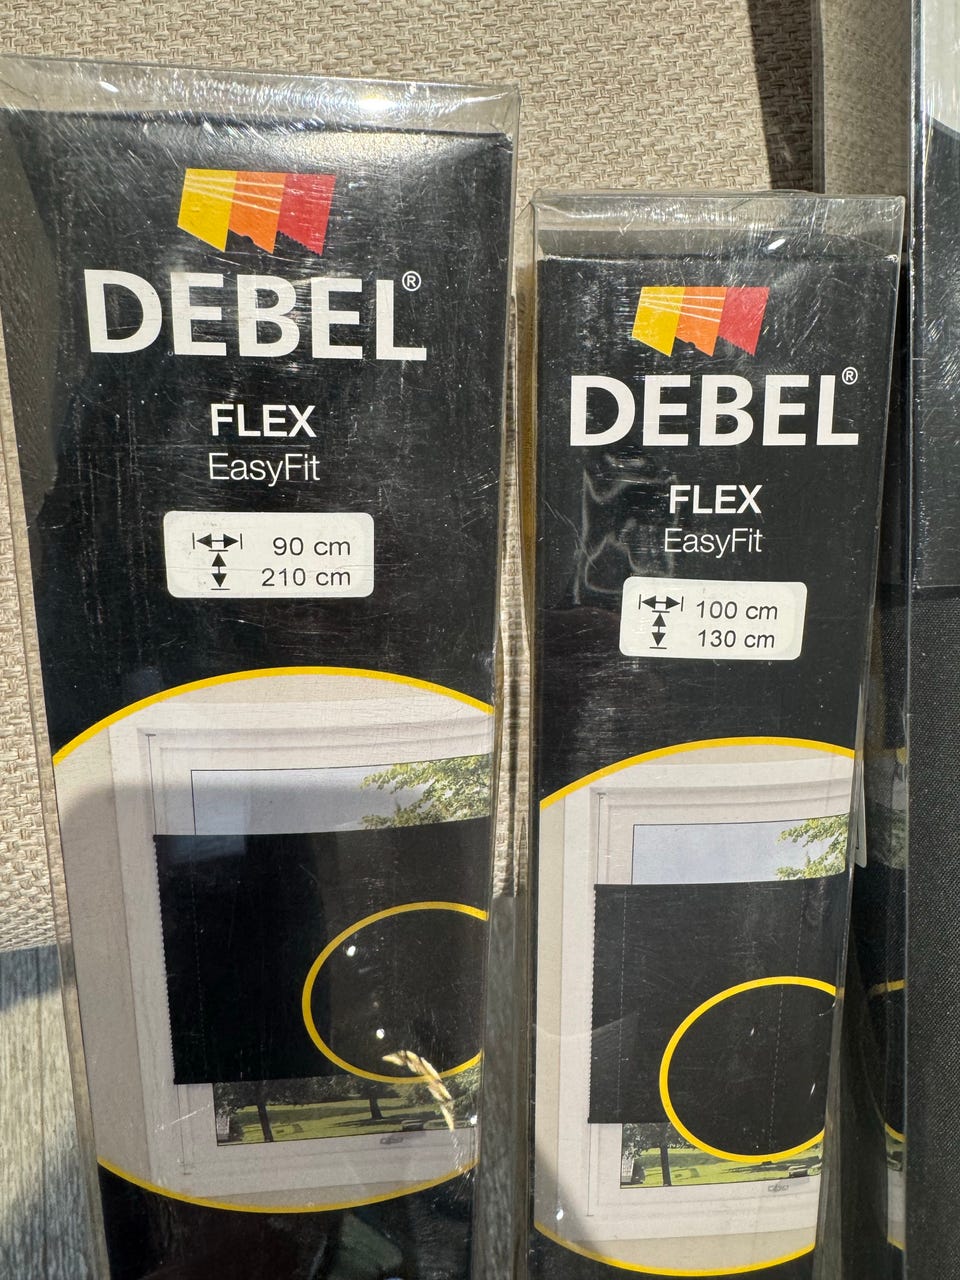 DEBEL®
FLEX
EasyFit
90 cm
210 cm
DEBEL®
FLEX
EasyFit
100 cm
130 cm